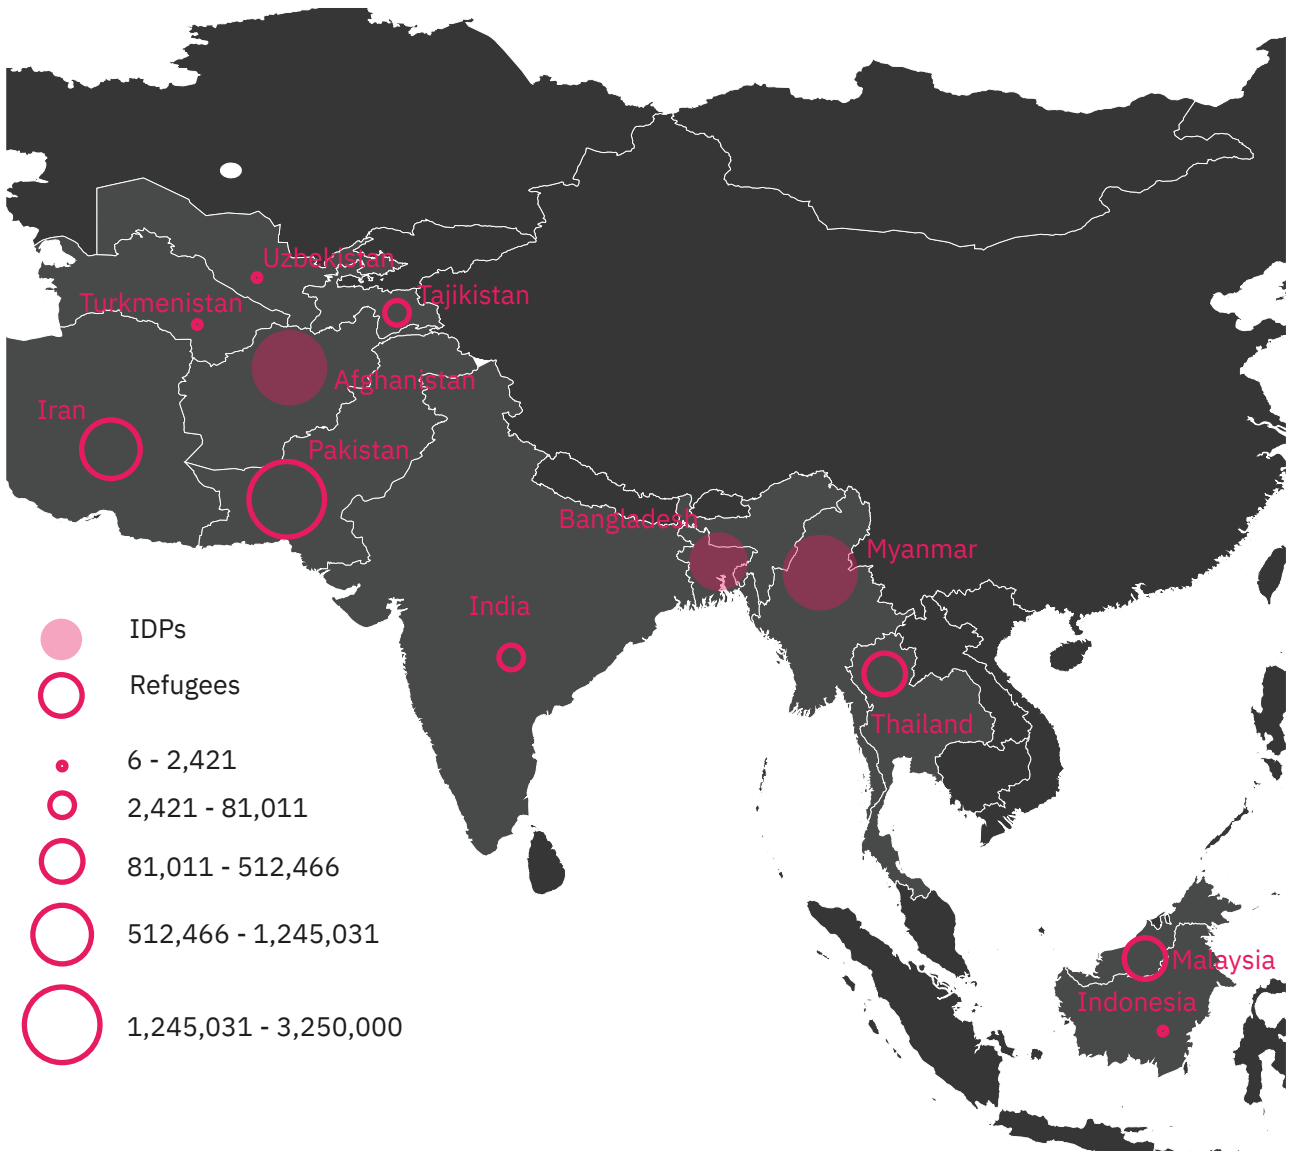 Uzbekistan
Tajikistan
Turkmenistan
Afghanistan
Iran
Pakistan
Bangladesh
Myanmar
India
IDPs
Refugees
Thailand
6 - 2,421
2,421 - 81,011
81,011 - 512,466
512,466 - 1,245,031
Malaysia
Indonesia
1,245,031 - 3,250,000